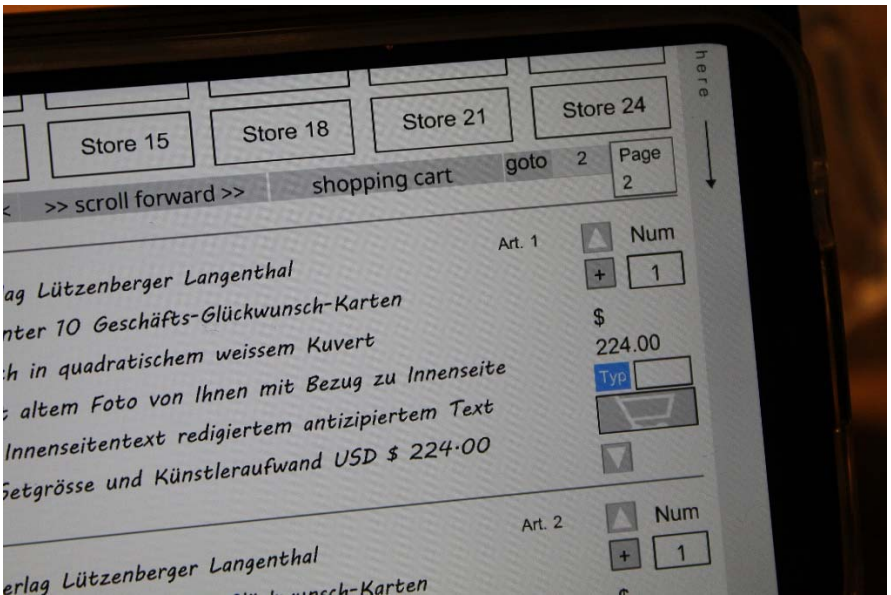 here
Store 15 Store 18 Store 21 Store 24
< >> scroll forward >> shopping cart goto 2 Page 2
Art. 1 Num
ag Lützenberger Langenthal
+ 1
nter 10 Geschäfts-Glückwunsch-Karten
$
h in quadratischem weissem Kuvert
224.00
t altem Foto von Ihnen mit Bezug zu Innenseite
Typ
Innenseitentext redigiertem antizipiertem Text
Setgrösse und Künstleraufwand USD $ 224.00
Art. 2 Num
erlag Lützenberger Langenthal
+ 1
wunsch-Karten
$